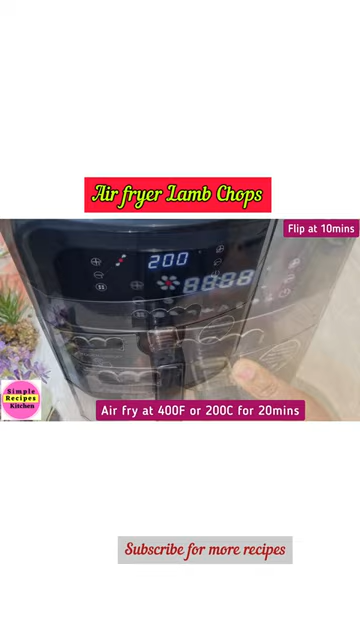 Air fryer Lamb Chops
Flip at 10mins
200
Simple
Recipes
Kitchen
Air fry at 400F or 200C for 20mins
Subscribe for more recipes